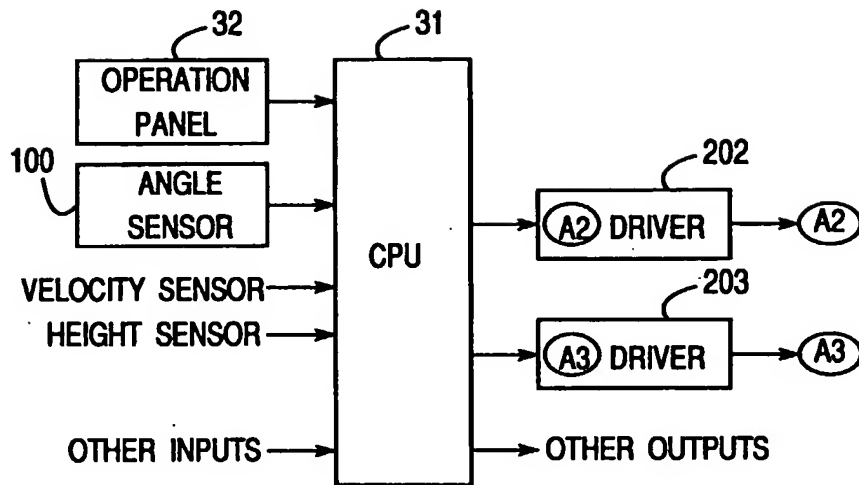 32
31
OPERATION
PANEL
100
ANGLE
SENSOR
202
CPU
A2 DRIVER
A2
VELOCITY SENSOR
203
HEIGHT SENSOR
A3 DRIVER
A3
OTHER INPUTS
OTHER OUTPUTS